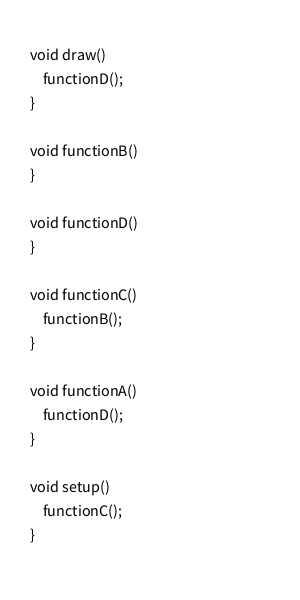 void draw()
    functionD();
}

void functionB()
}

void functionD()
}

void functionC()
    functionB();
}

void functionA()
    functionD();
}

void setup()
    functionC();
}